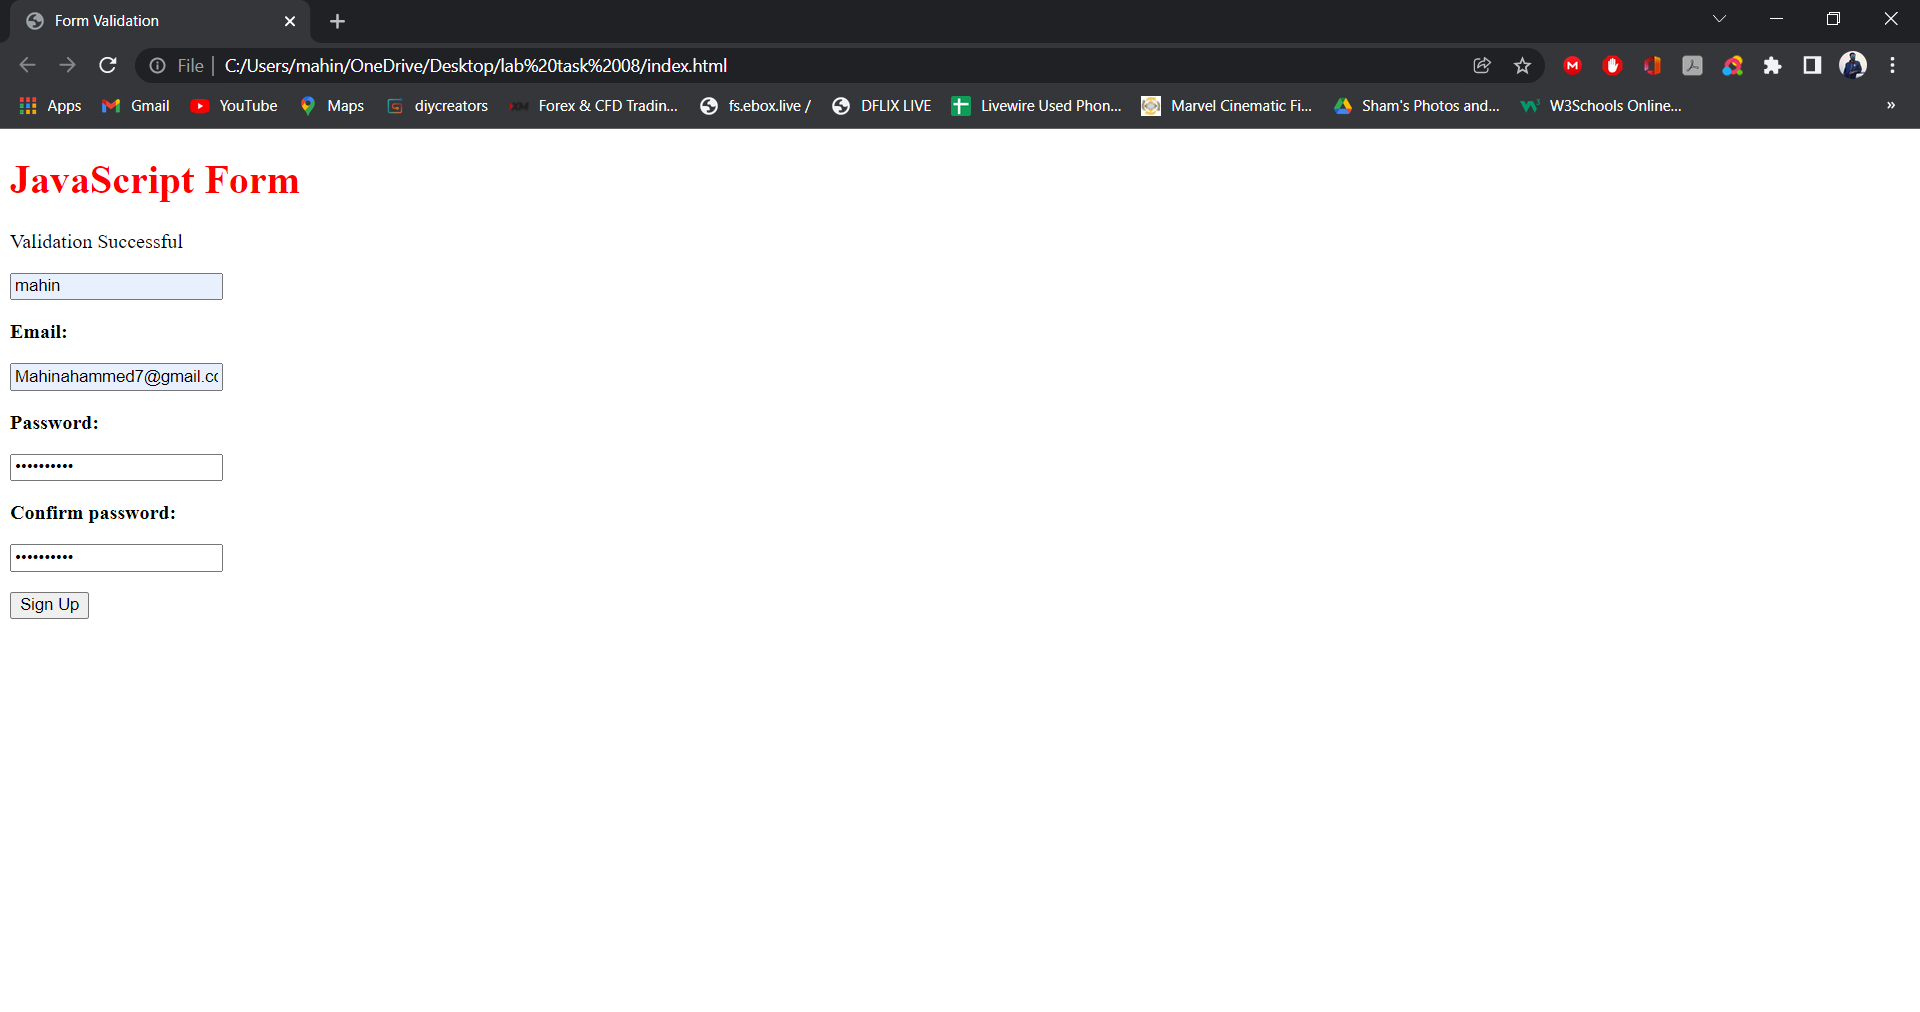 Form Validation
File | C:/Users/mahin/OneDrive/Desktop/lab%20task%2008/index.html
Apps Gmail YouTube Maps diycreators XM Forex & CFD Tradin... fs.ebox.live / DFLIX LIVE Livewire Used Phon... Marvel Cinematic Fi... Sham's Photos and... W3Schools Online... »
JavaScript Form
Validation Successful
mahin
Email:
Mahinahammed7@gmail.co
Password:
••••••••••
Confirm password:
••••••••••
Sign Up